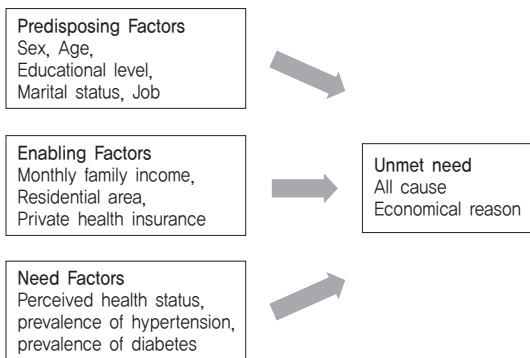 Predisposing Factors
Sex, Age,
Educational level,
Marital status, Job
Enabling Factors
Monthly family income,
Residential area,
Private health insurance
Need Factors
Perceived health status,
prevalence of hypertension,
prevalence of diabetes
Unmet need
All cause
Economical reason